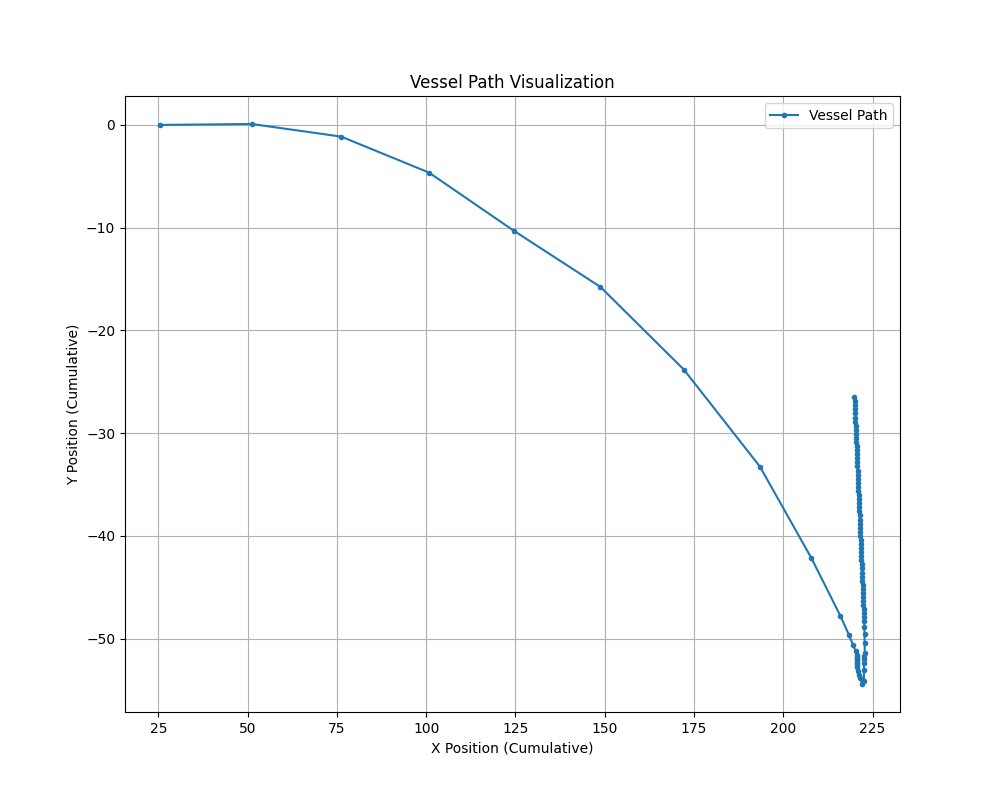 Vessel Path Visualization
Vessel Path
0
−10
−20
−30
−40
−50
Y Position (Cumulative)
25 50 75 100 125 150 175 200 225
X Position (Cumulative)